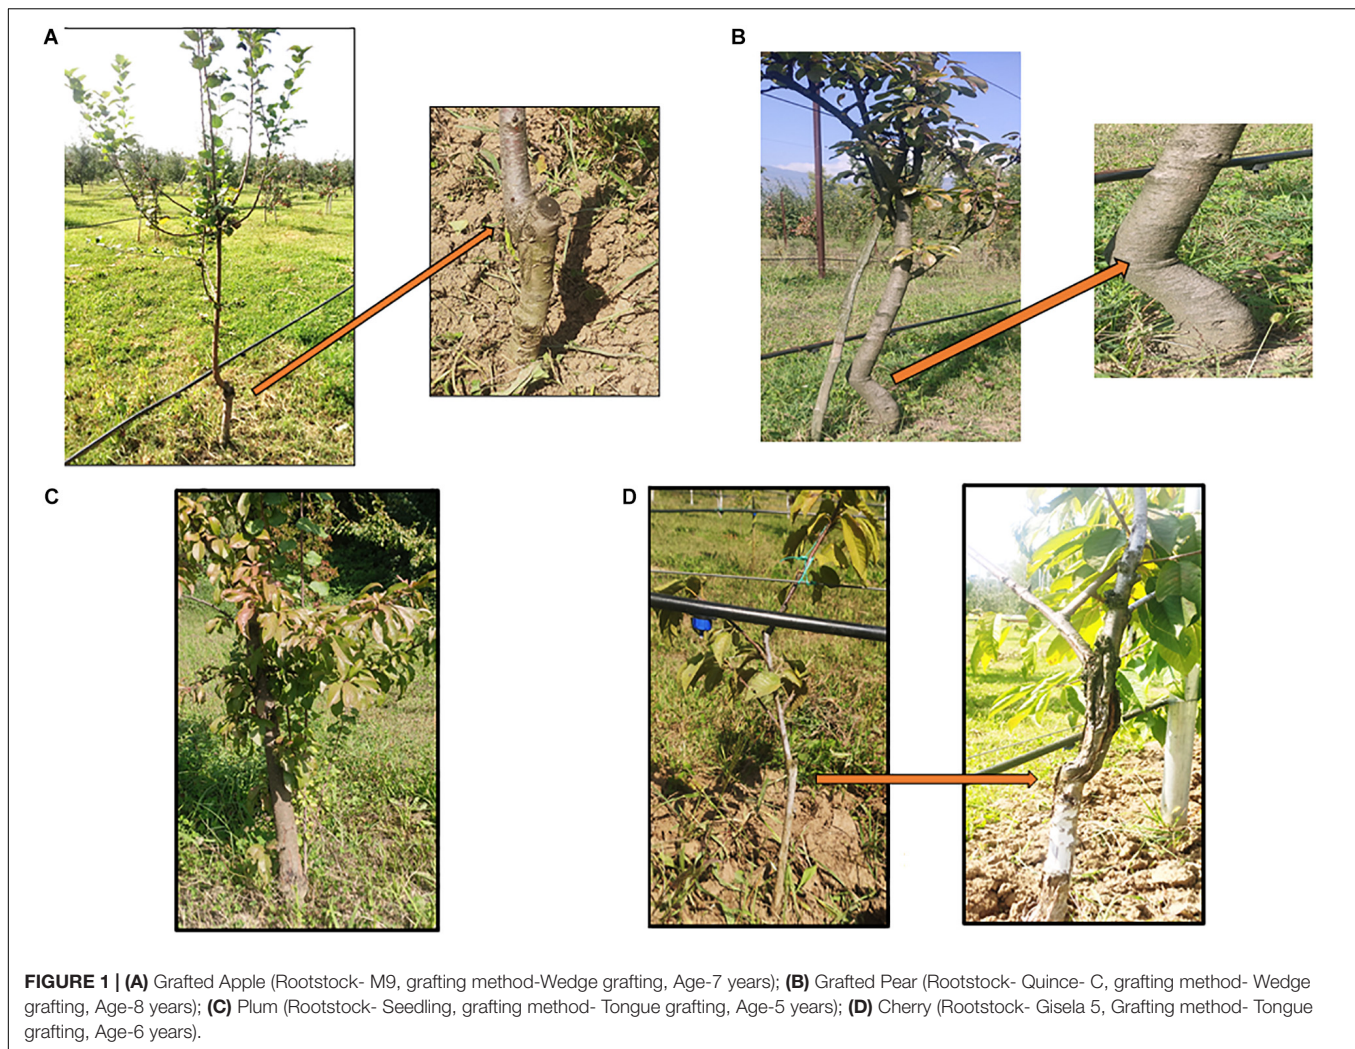 A
B
C
D
FIGURE 1 | (A) Grafted Apple (Rootstock- M9, grafting method-Wedge grafting, Age-7 years); (B) Grafted Pear (Rootstock- Quince- C, grafting method- Wedge
grafting, Age-8 years); (C) Plum (Rootstock- Seedling, grafting method- Tongue grafting, Age-5 years); (D) Cherry (Rootstock- Gisela 5, Grafting method- Tongue
grafting, Age-6 years).